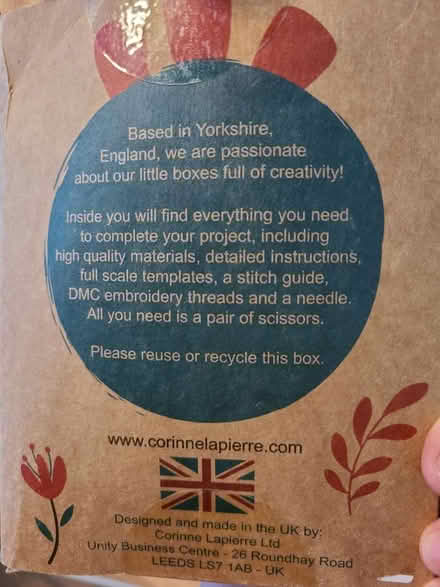 Based in Yorkshire,
England, we are passionate
about our little boxes full of creativity!
Inside you will find everything you need
to complete your project, including
high quality materials, detailed instructions,
full scale templates, a stitch guide,
DMC embroidery threads and a needle.
All you need is a pair of scissors.
Please reuse or recycle this box.
www.corinnelapierre.com
Designed and made in the UK by:
Corinne Lapierre Ltd
Unity Business Centre - 26 Roundhay Road
LEEDS LS7 1AB - UK